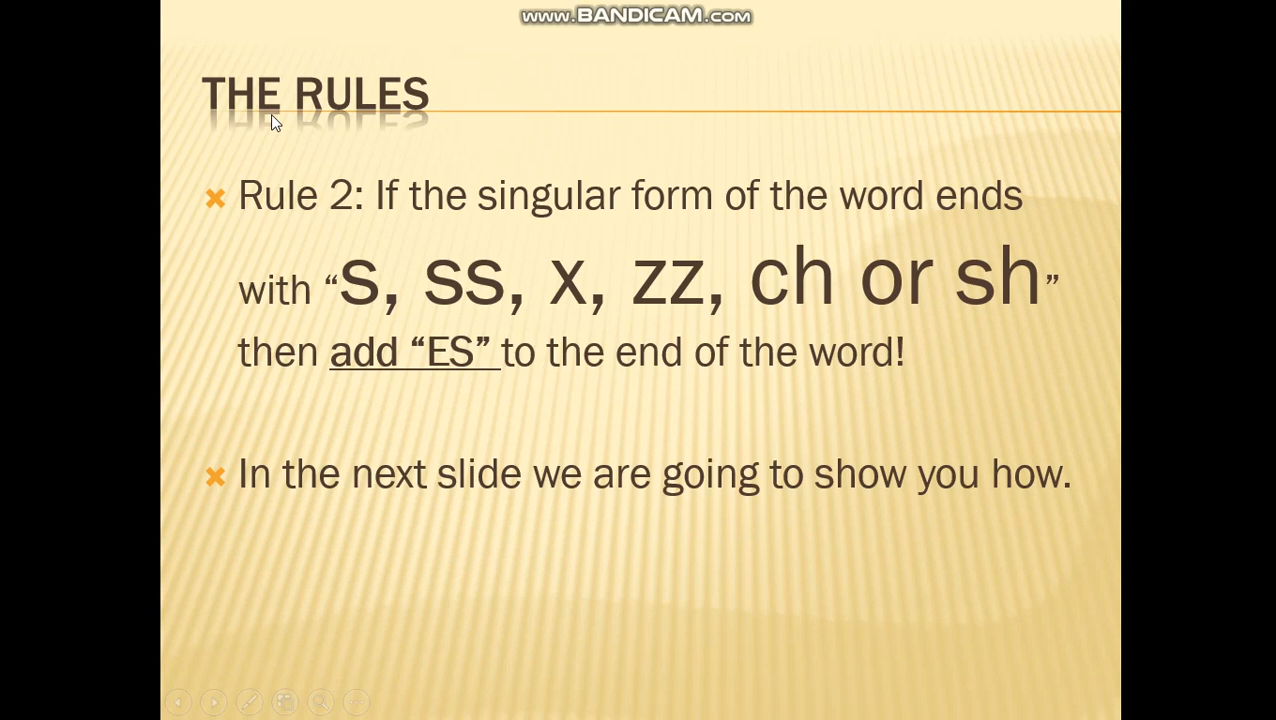 WWW.BANDICAM.COM
THE RULES
Rule 2: If the singular form of the word ends
with “s, ss, x, zz, ch or sh”
then add “ES” to the end of the word!
In the next slide we are going to show you how.